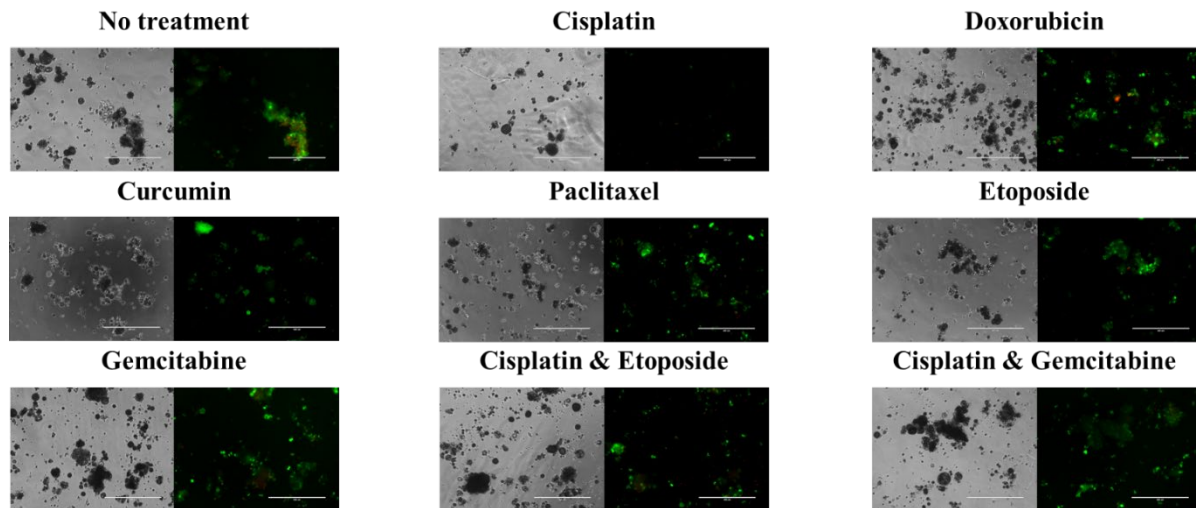 No treatment
Cisplatin
Doxorubicin
Curcumin
Paclitaxel
Etoposide
Gemcitabine
Cisplatin & Etoposide
Cisplatin & Gemcitabine